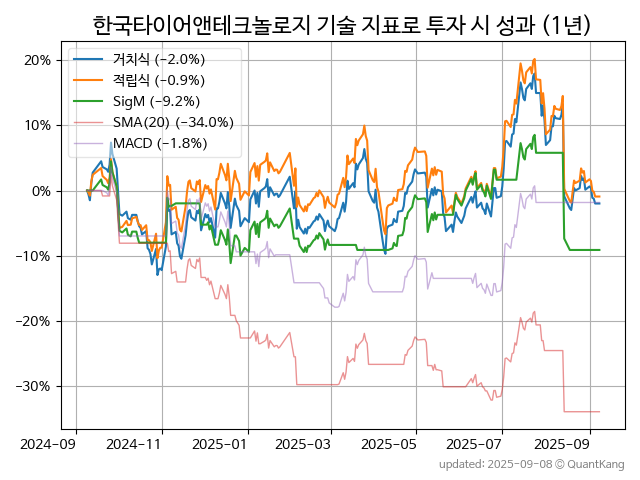 한국타이어앤테크놀로지 기술 지표로 투자 시 성과 (1년)
거치식 (−2.0%)
적립식 (−0.9%)
SigM (−9.2%)
SMA(20) (−34.0%)
MACD (−1.8%)
20%
10%
0%
−10%
−20%
−30%
2024-09 2024-11 2025-01 2025-03 2025-05 2025-07 2025-09
updated: 2025-09-08 © QuantKang